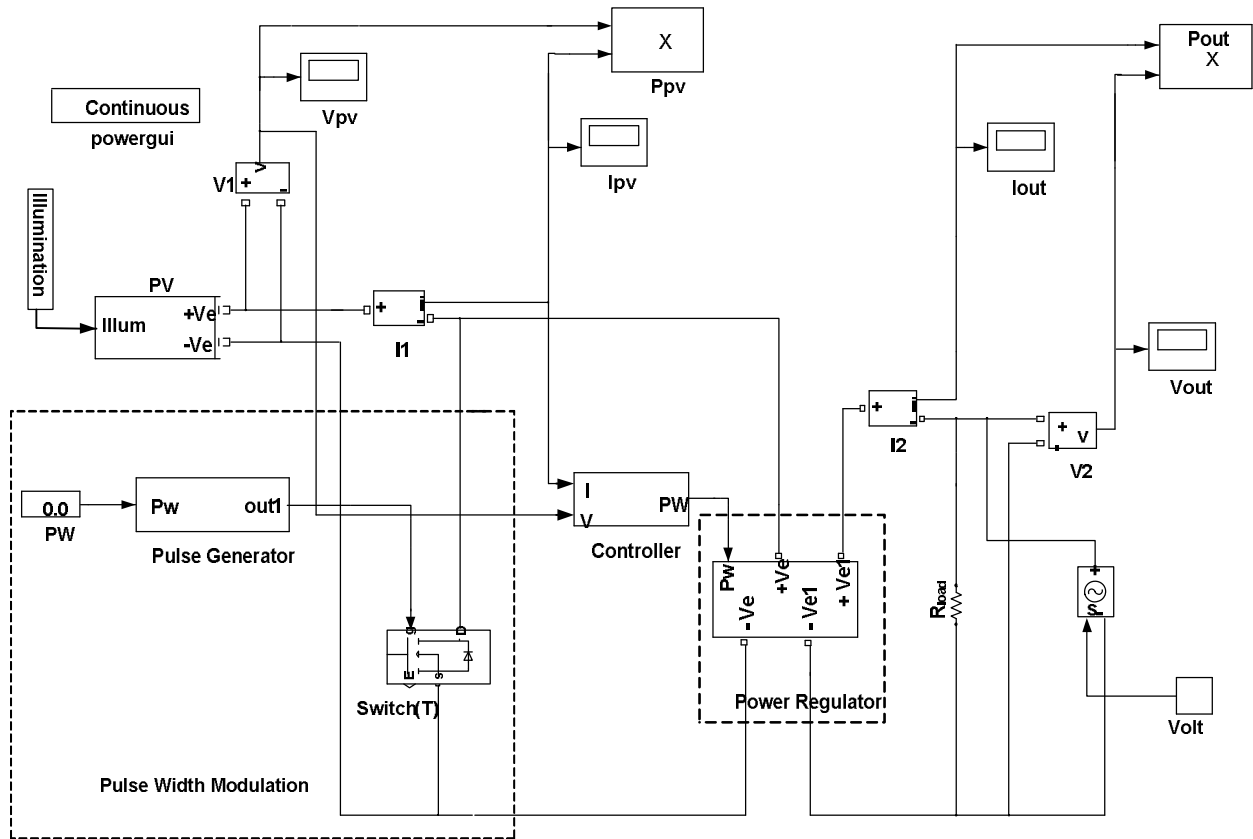 X
Ppv
Pout
X
Vpv
Continuous
powergui
Ipv
Iout
V1
+
V
-
Illumination
PV
Illum
+Ve
-Ve
+
I
-
I1
Vout
+
I
-
I2
+
V
-
V2
0.0
PW
Pw
out1
Pulse Generator
I
V
PW
Controller
Pw
-Ve
+Ve
-Ve1
+Ve1
Power Regulator
Rload
+
S
-
Volt
g
D
E
s
Switch(T)
Pulse Width Modulation